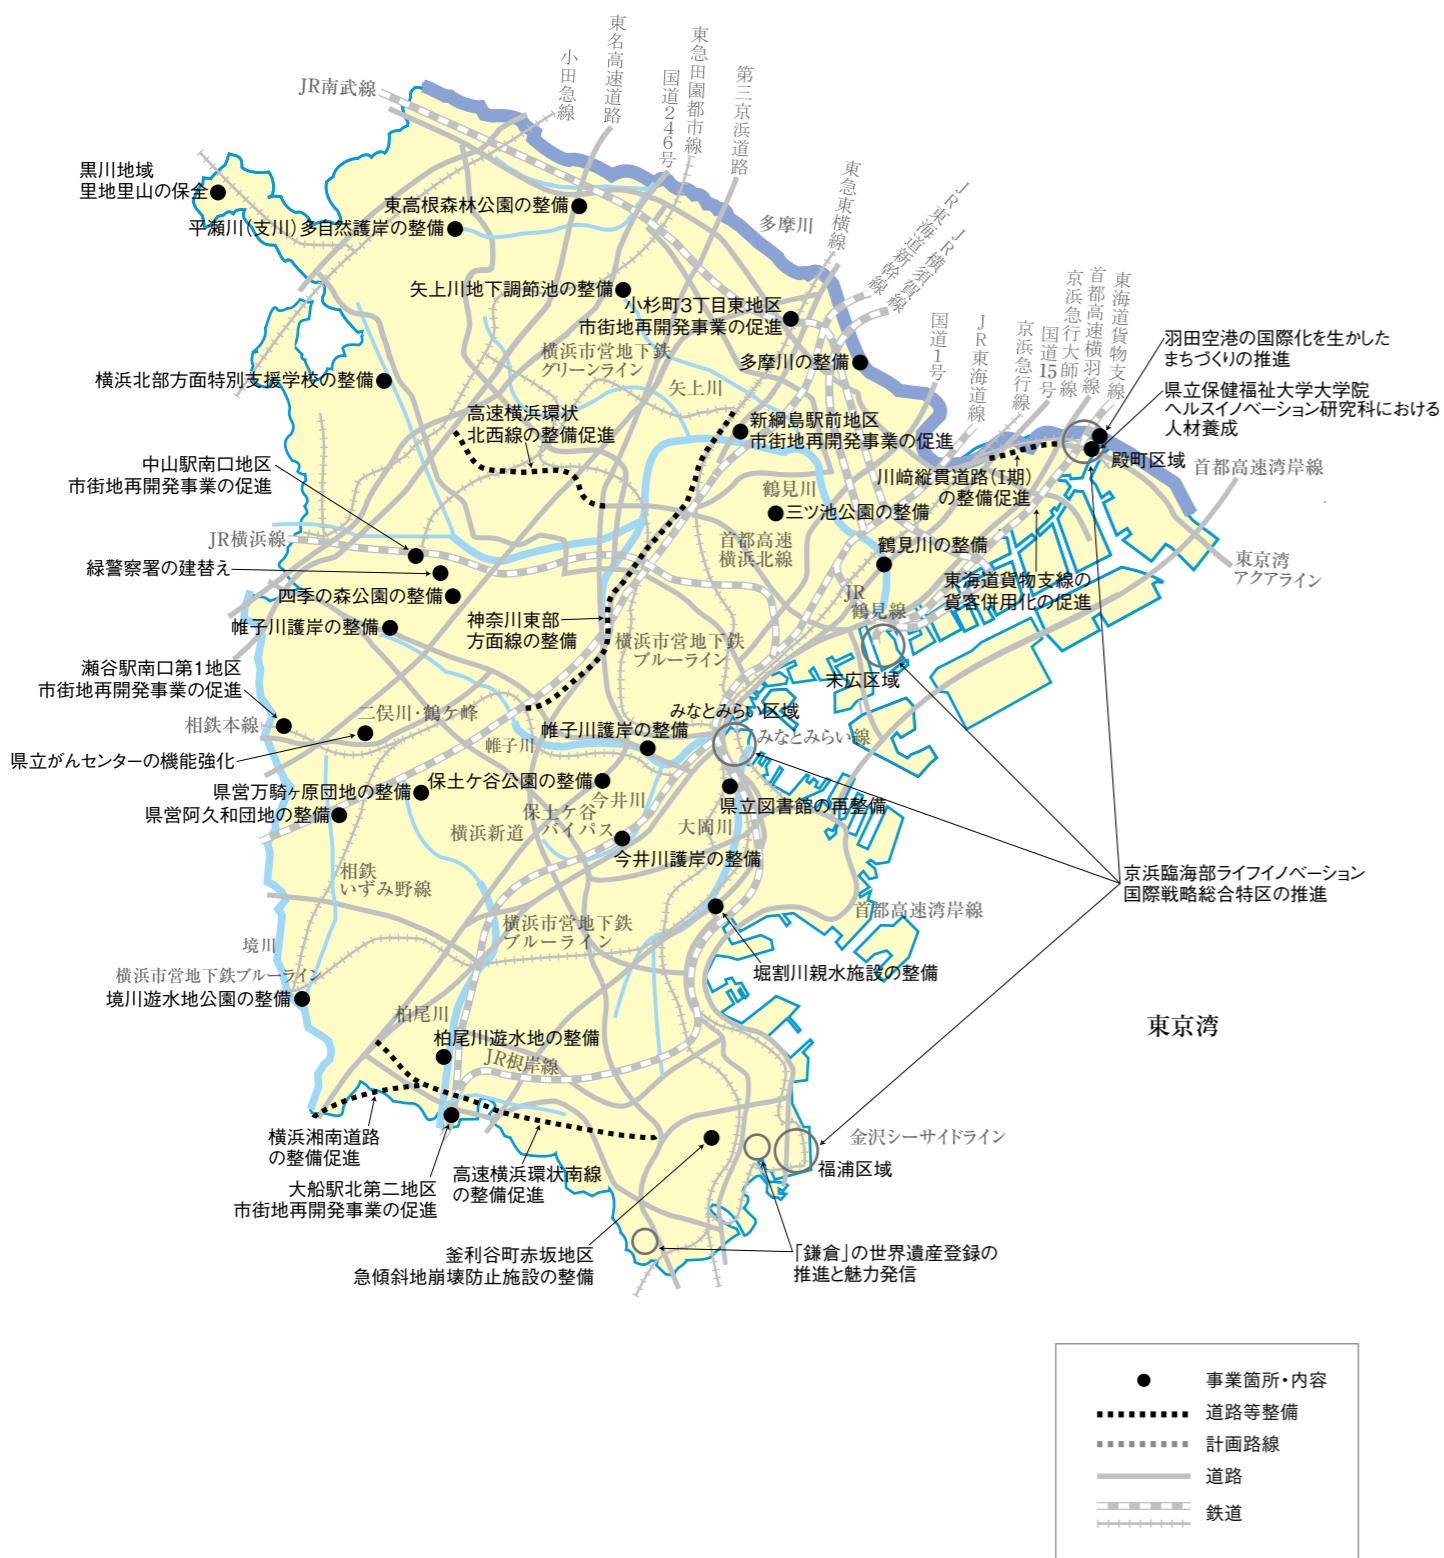 JR南武線
小田急線
東名高速道路
国道246号
東急田園都市線
第三京浜道路
東急東横線
JR東海道新幹線
JR横須賀線
多摩川
国道1号
JR東海道線
京浜急行線
国道15号
京浜急行大師線
首都高速横羽線
東海道貨物支線
黒川地域
里地里山の保全
東高根森林公園の整備
平瀬川(支川)多自然護岸の整備
矢上川地下調節池の整備
小杉町3丁目東地区
市街地再開発事業の促進
多摩川の整備
羽田空港の国際化を生かした
まちづくりの推進
県立保健福祉大学大学院
ヘルスイノベーション研究科における
人材養成
殿町区域
首都高速湾岸線
横浜市営地下鉄
グリーンライン
矢上川
横浜北部方面特別支援学校の整備
高速横浜環状
北西線の整備促進
新綱島駅前地区
市街地再開発事業の促進
中山駅南口地区
市街地再開発事業の促進
川崎縦貫道路(Ⅰ期)
の整備促進
鶴見川
三ツ池公園の整備
JR横浜線
首都高速
横浜北線
鶴見川の整備
東京湾
アクアライン
緑警察署の建替え
東海道貨物支線の
貨客併用化の促進
四季の森公園の整備
JR
鶴見線
帷子川護岸の整備
神奈川東部
方面線の整備
横浜市営地下鉄
ブルーライン
瀬谷駅南口第1地区
市街地再開発事業の促進
末広区域
相鉄本線
二俣川・鶴ケ峰
みなとみらい区域
帷子川護岸の整備
帷子川
みなとみらい線
県立がんセンターの機能強化
県営万騎ヶ原団地の整備
保土ケ谷公園の整備
県営阿久和団地の整備
今井川
県立図書館の再整備
保土ケ谷
バイパス
横浜新道
大岡川
今井川護岸の整備
相鉄
いずみ野線
京浜臨海部ライフイノベーション
国際戦略総合特区の推進
首都高速湾岸線
横浜市営地下鉄
ブルーライン
境川
横浜市営地下鉄ブルーライン
堀割川親水施設の整備
境川遊水地公園の整備
柏尾川
東京湾
柏尾川遊水地の整備
JR根岸線
横浜湘南道路
の整備促進
金沢シーサイドライン
福浦区域
高速横浜環状南線
の整備促進
大船駅北第二地区
市街地再開発事業の促進
釜利谷町赤坂地区
急傾斜地崩壊防止施設の整備
「鎌倉」の世界遺産登録の
推進と魅力発信
事業箇所・内容
道路等整備
計画路線
道路
鉄道